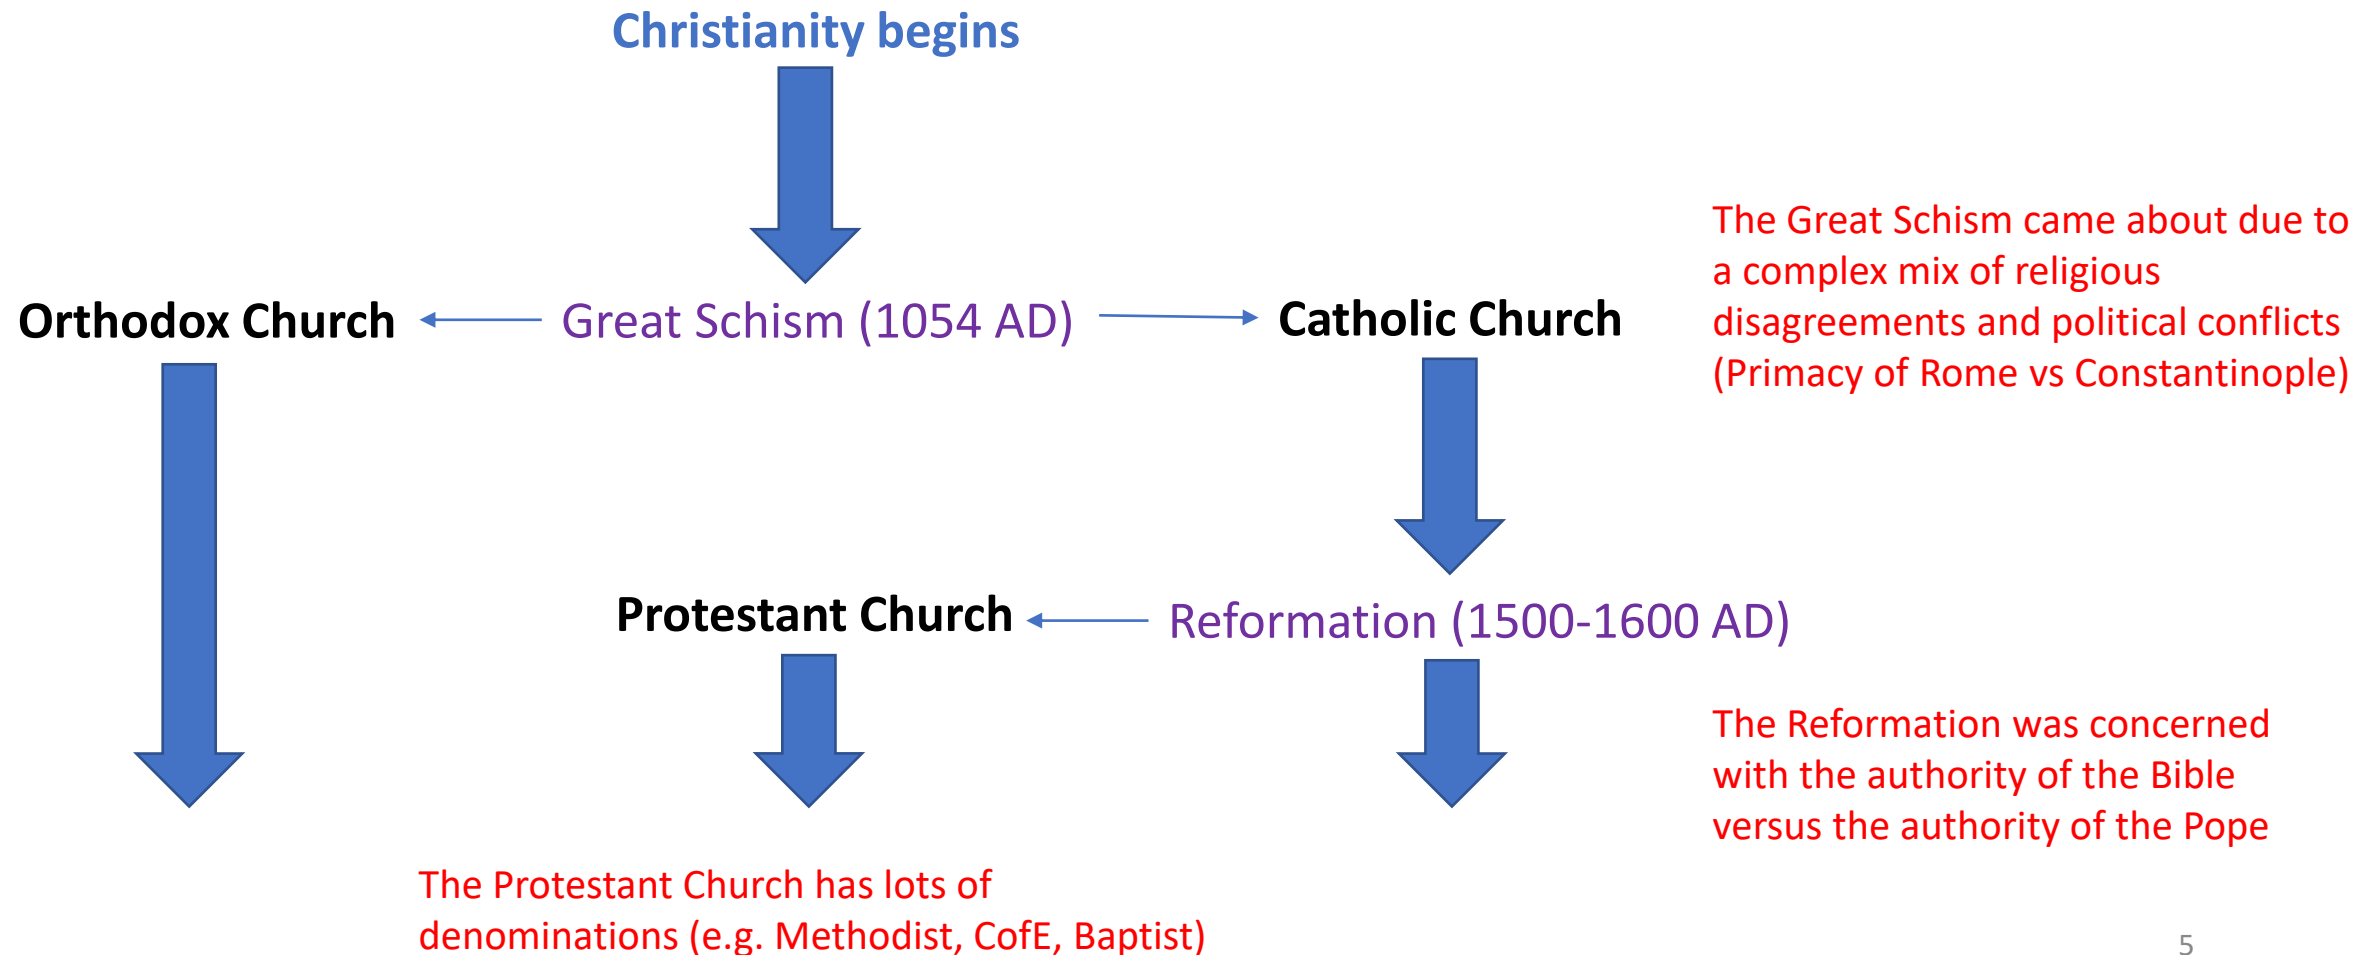 Christianity begins
Orthodox Church
Great Schism (1054 AD)
Catholic Church
The Great Schism came about due to
a complex mix of religious
disagreements and political conflicts
(Primacy of Rome vs Constantinople)
Protestant Church
Reformation (1500-1600 AD)
The Reformation was concerned
with the authority of the Bible
versus the authority of the Pope
The Protestant Church has lots of
denominations (e.g. Methodist, CofE, Baptist)
5